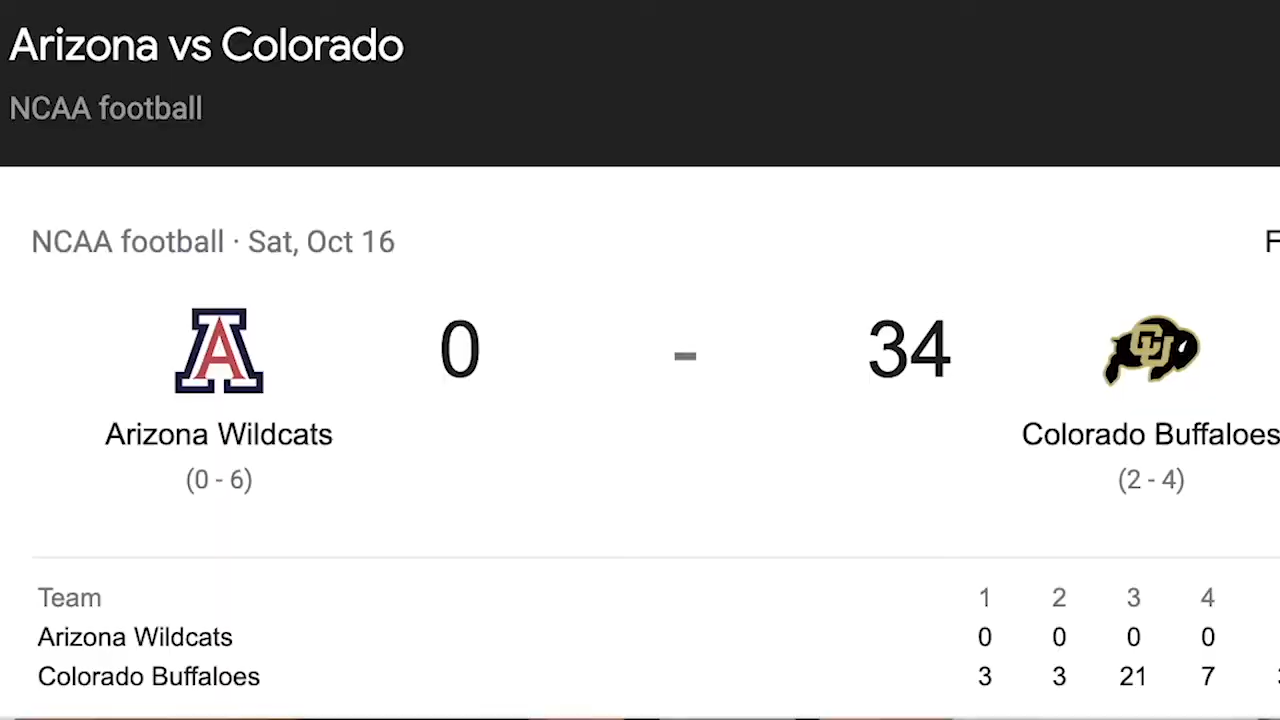 Arizona vs Colorado
NCAA football
NCAA football · Sat, Oct 16
F
A
0 - 34
CU
Arizona Wildcats Colorado Buffaloes
(0 - 6) (2 - 4)
Team 1 2 3 4
Arizona Wildcats 0 0 0 0
Colorado Buffaloes 3 3 21 7